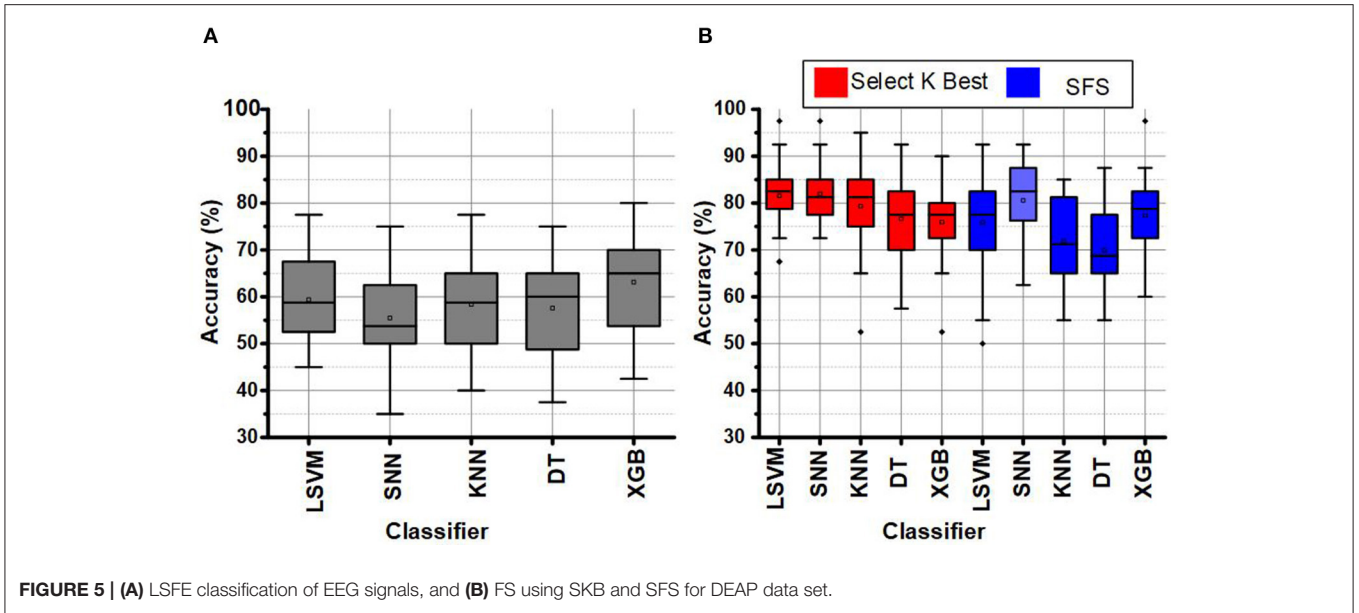 A
B
Select K Best SFS
100
90
80
70
60
50
40
30
Accuracy (%)
LSVM
SNN
KNN
DT
XGB
Classifier
100
90
80
70
60
50
40
30
Accuracy (%)
LSVM
SNN
KNN
DT
XGB
LSVM
SNN
KNN
DT
XGB
Classifier
FIGURE 5 | (A) LSFE classification of EEG signals, and (B) FS using SKB and SFS for DEAP data set.